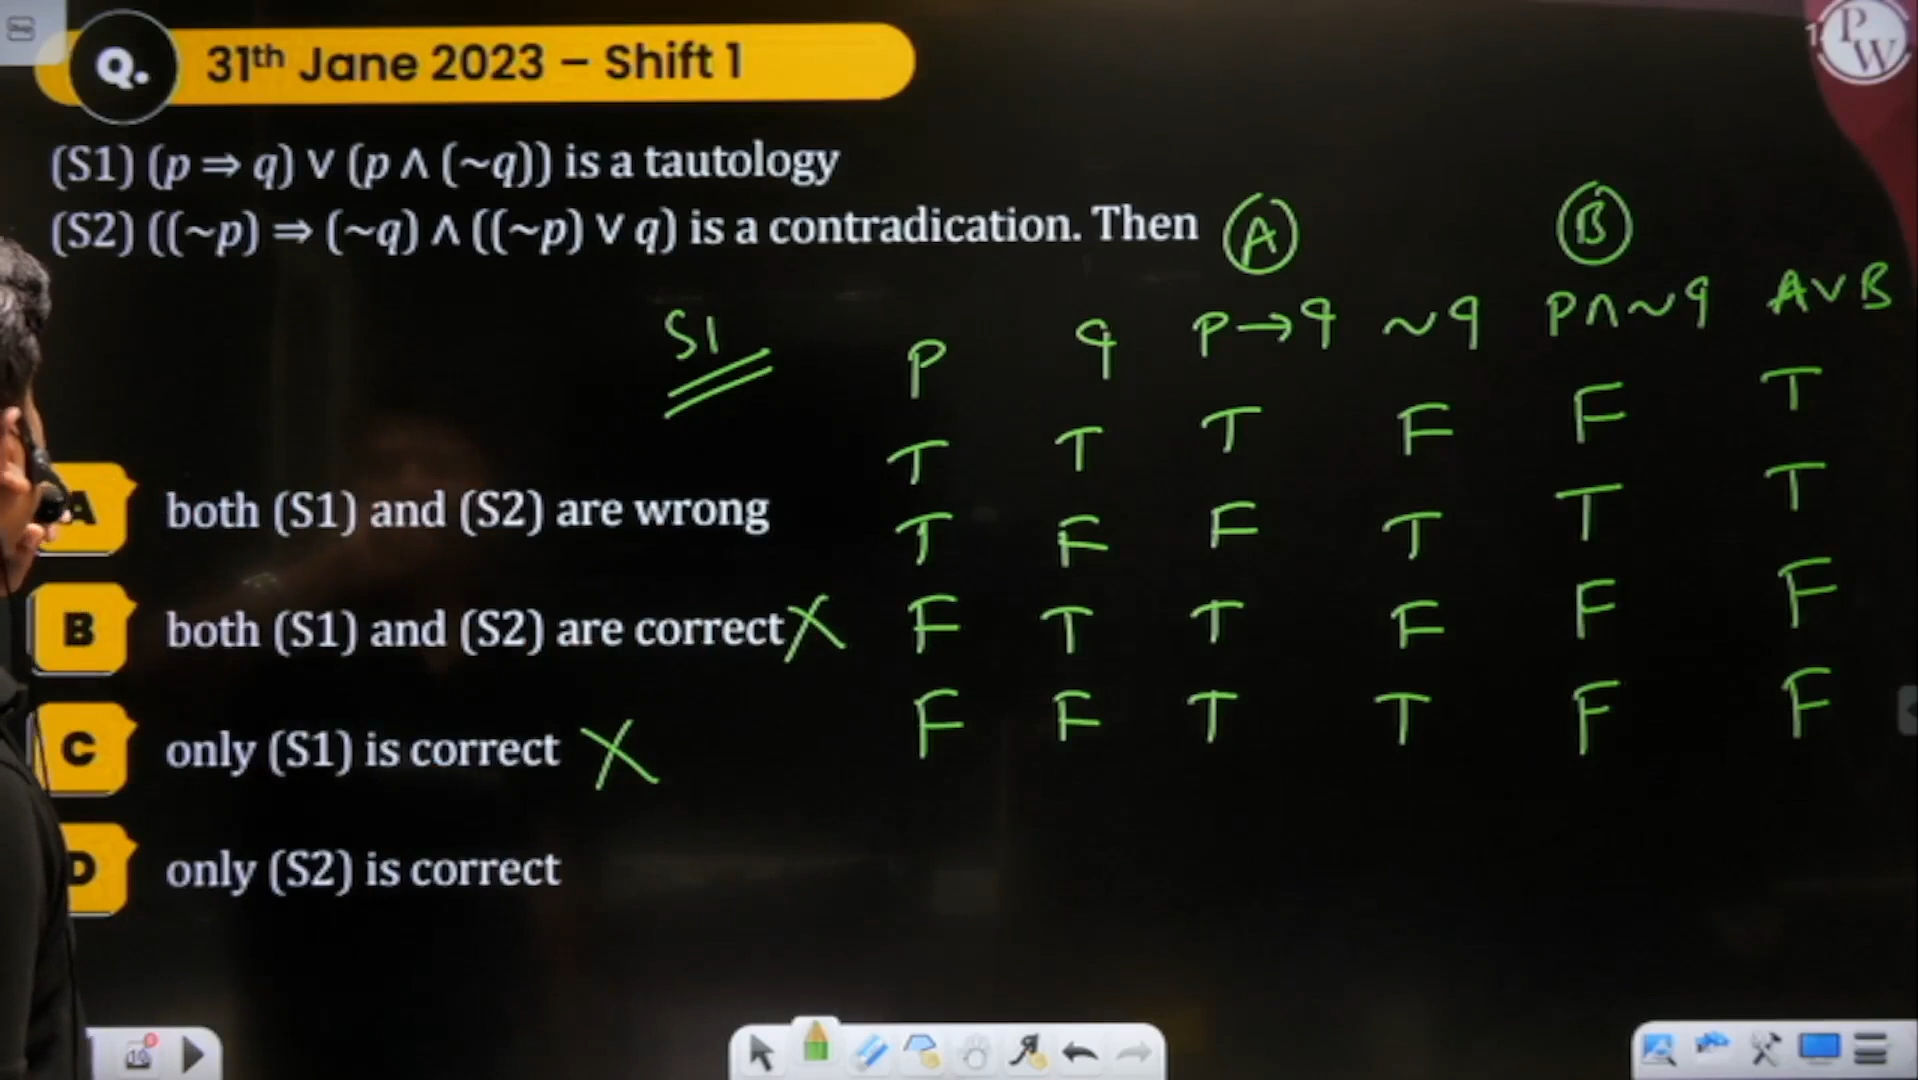 Q. 31th Jane 2023 – Shift 1
PW
(S1) (p ⇒ q) ∨ (p ∧ (~q)) is a tautology
(S2) ((~p) ⇒ (~q) ∧ ((~p) ∨ q) is a contradication. Then
A B
S1 P q P→q ~q P∧~q A∨B
T T T F F T
T F F T T T
F T T F F F
F F T T F F
A both (S1) and (S2) are wrong
B both (S1) and (S2) are correct X
C only (S1) is correct X
D only (S2) is correct